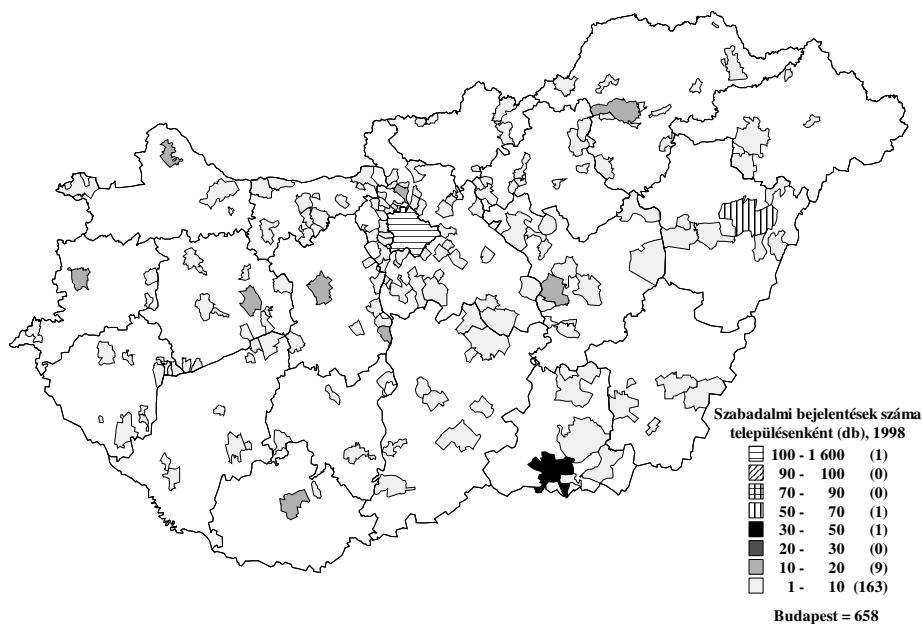 Szabadalmi bejelentések száma
településenként (db), 1998
100 - 1 600 (1)
90 - 100 (0)
70 - 90 (0)
50 - 70 (1)
30 - 50 (1)
20 - 30 (0)
10 - 20 (9)
1 - 10 (163)
Budapest = 658